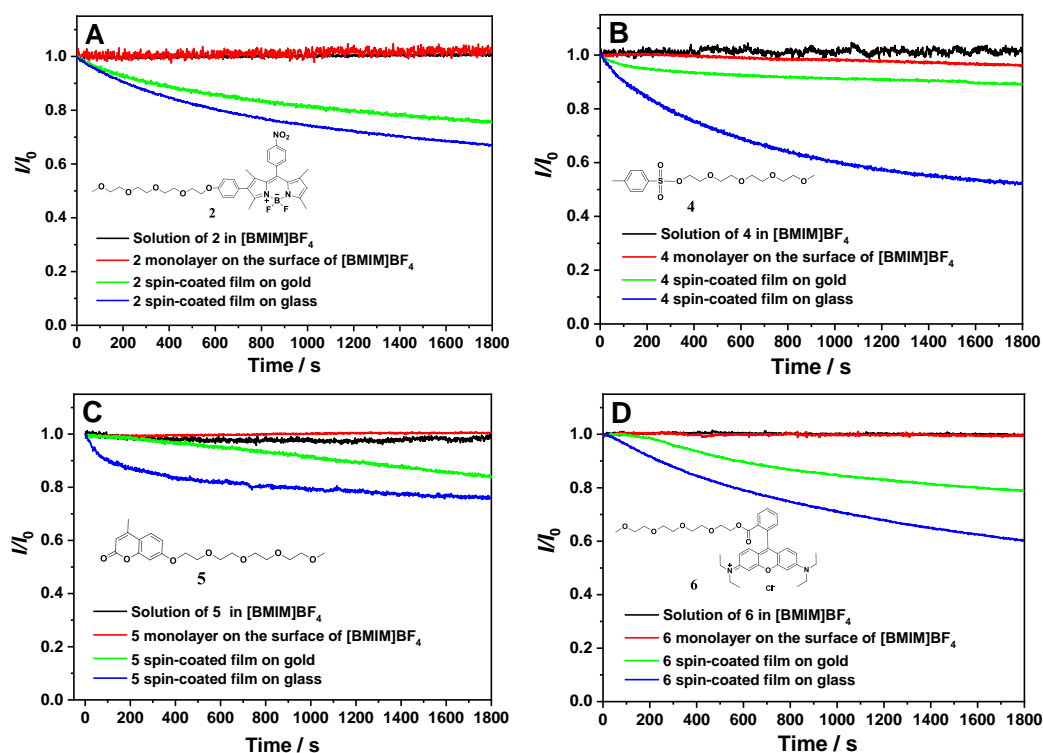 A
I/I0
1.0
0.8
0.6
0.4
0.2
0.0
NO2
O O O O O
N N
+ -
B
F F
2
Solution of 2 in [BMIM]BF4
2 monolayer on the surface of [BMIM]BF4
2 spin-coated film on gold
2 spin-coated film on glass
0 200 400 600 800 1000 1200 1400 1600 1800
Time / s
B
I/I0
1.0
0.8
0.6
0.4
0.2
0.0
O
S O O O O O
O
4
Solution of 4 in [BMIM]BF4
4 monolayer on the surface of [BMIM]BF4
4 spin-coated film on gold
4 spin-coated film on glass
0 200 400 600 800 1000 1200 1400 1600 1800
Time / s
C
I/I0
1.0
0.8
0.6
0.4
0.2
0.0
O O O O O O O
5
Solution of 5 in [BMIM]BF4
5 monolayer on the surface of [BMIM]BF4
5 spin-coated film on gold
5 spin-coated film on glass
0 200 400 600 800 1000 1200 1400 1600 1800
Time / s
D
I/I0
1.0
0.8
0.6
0.4
0.2
0.0
O O O O O
O
N+ O N
Cl-
6
Solution of 6 in [BMIM]BF4
6 monolayer on the surface of [BMIM]BF4
6 spin-coated film on gold
6 spin-coated film on glass
0 200 400 600 800 1000 1200 1400 1600 1800
Time / s